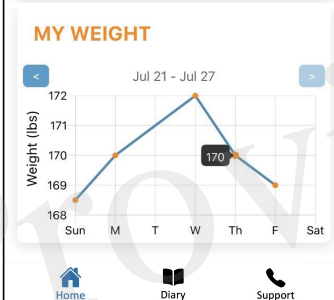 MY WEIGHT
< Jul 21 - Jul 27 >
Weight (lbs)
172
171
170
169
168
170
Sun M T W Th F Sat
Home Diary Support